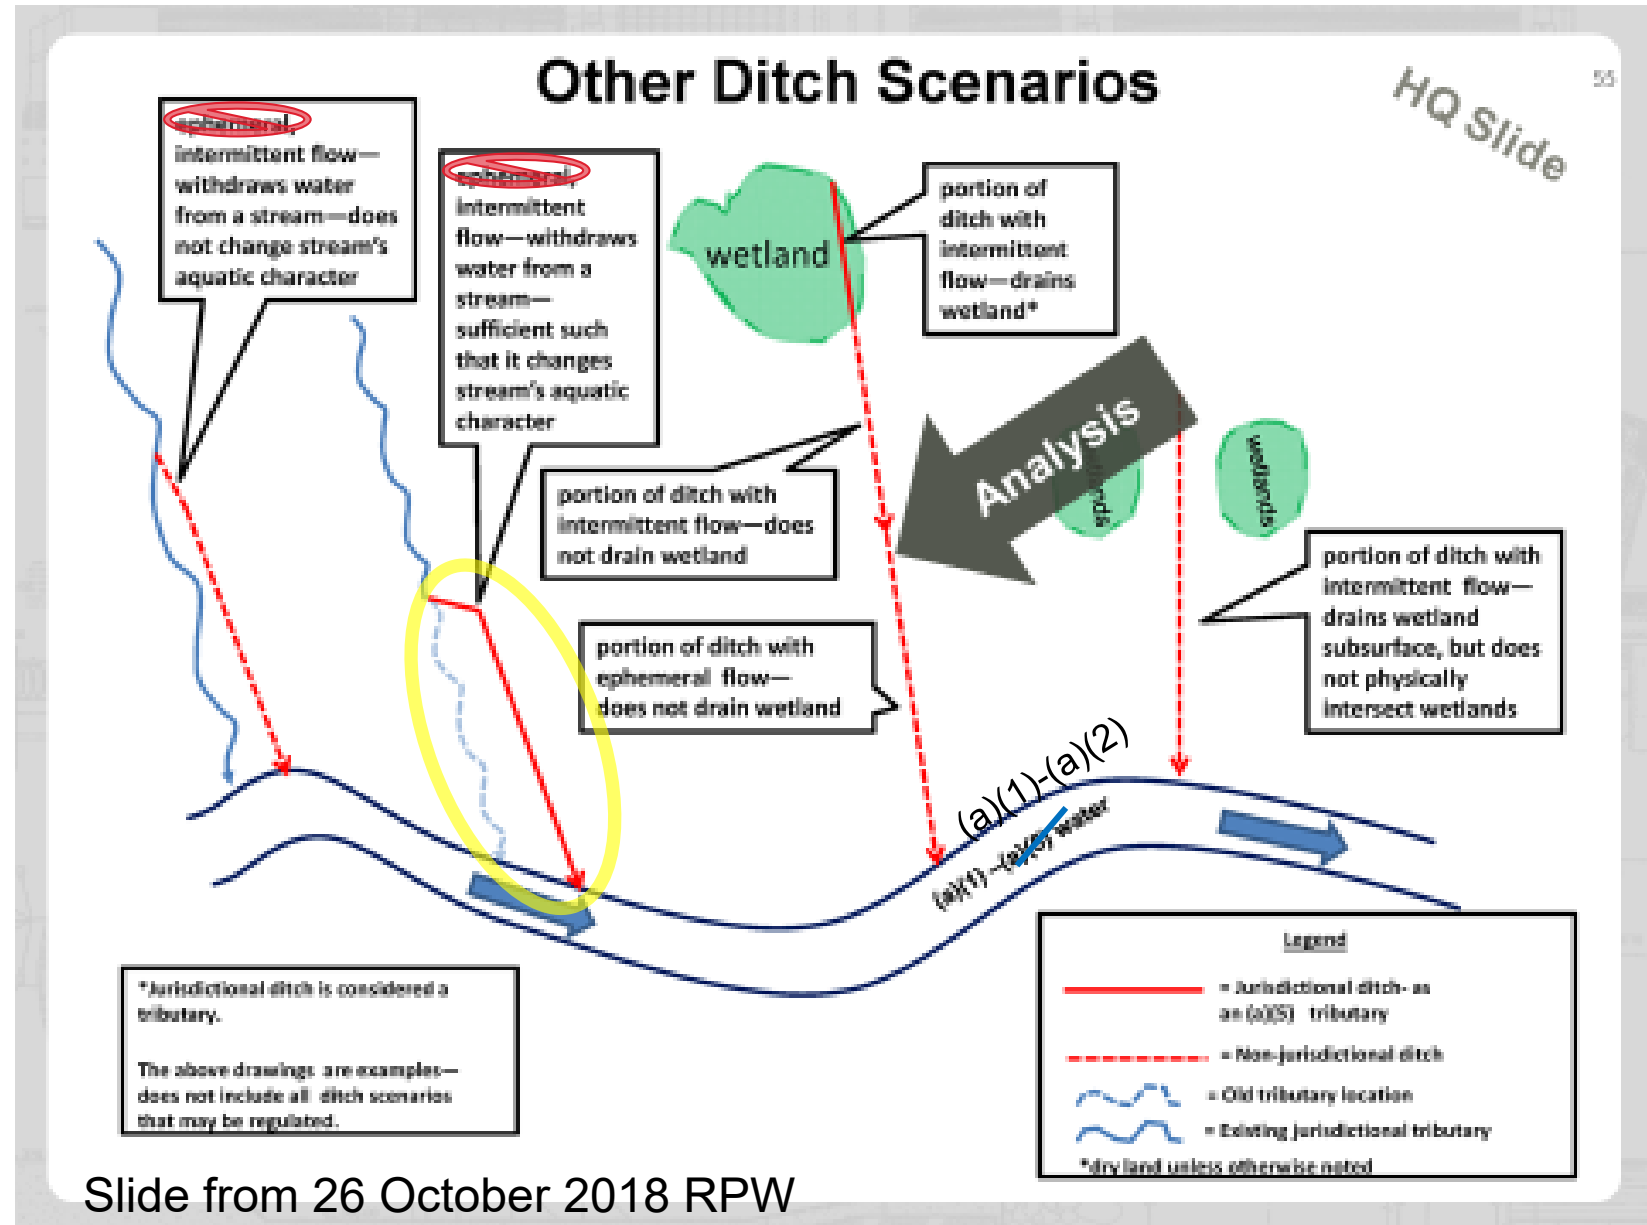 Other Ditch Scenarios
HQ Slide
55
ephemeral,
intermittent flow—
withdraws water
from a stream—does
not change stream's
aquatic character
ephemeral,
intermittent
flow—withdraws
water from a
stream—
sufficient such
that it changes
stream's aquatic
character
wetland
portion of
ditch with
intermittent
flow—drains
wetland*
Analysis
wetlands
wetlands
portion of ditch with
intermittent flow—does
not drain wetland
portion of ditch with
ephemeral flow—
does not drain wetland
portion of ditch with
intermittent flow—
drains wetland
subsurface, but does
not physically
intersect wetlands
(a)(1)-(a)(2)
(a)(1) –(a)( water
*Jurisdictional ditch is considered a
tributary.
The above drawings are examples—
does not include all ditch scenarios
that may be regulated.
Legend
= Jurisdictional ditch- as
an (a)(5) tributary
= Non-jurisdictional ditch
= Old tributary location
= Existing jurisdictional tributary
*dry land unless otherwise noted
Slide from 26 October 2018 RPW